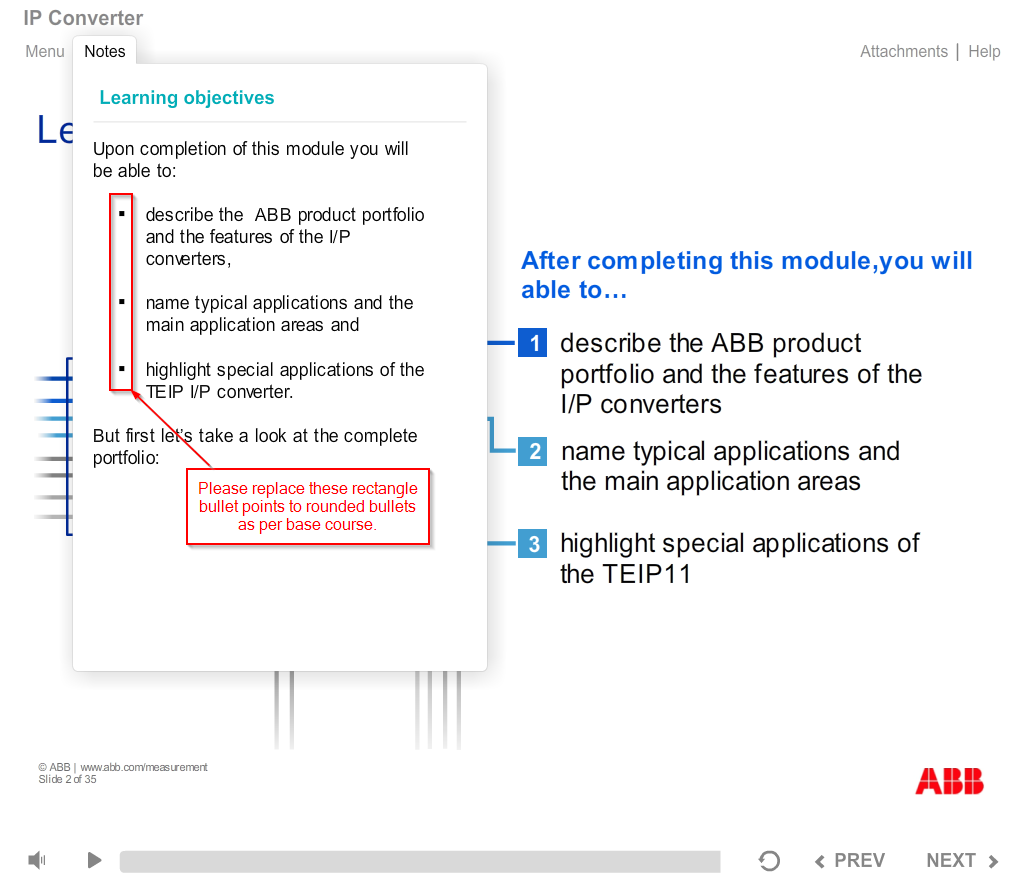 IP Converter
Menu
Notes
Attachments | Help
Le
Learning objectives
Upon completion of this module you will
be able to:
▪ describe the  ABB product portfolio
and the features of the I/P
converters,
▪ name typical applications and the
main application areas and
▪ highlight special applications of the
TEIP I/P converter.
But first let's take a look at the complete
portfolio:
Please replace these rectangle
bullet points to rounded bullets
as per base course.
After completing this module,you will
able to…
1 describe the ABB product
portfolio and the features of the
I/P converters
2 name typical applications and
the main application areas
3 highlight special applications of
the TEIP11
© ABB | www.abb.com/measurement
Slide 2 of 35
ABB
PREV
NEXT